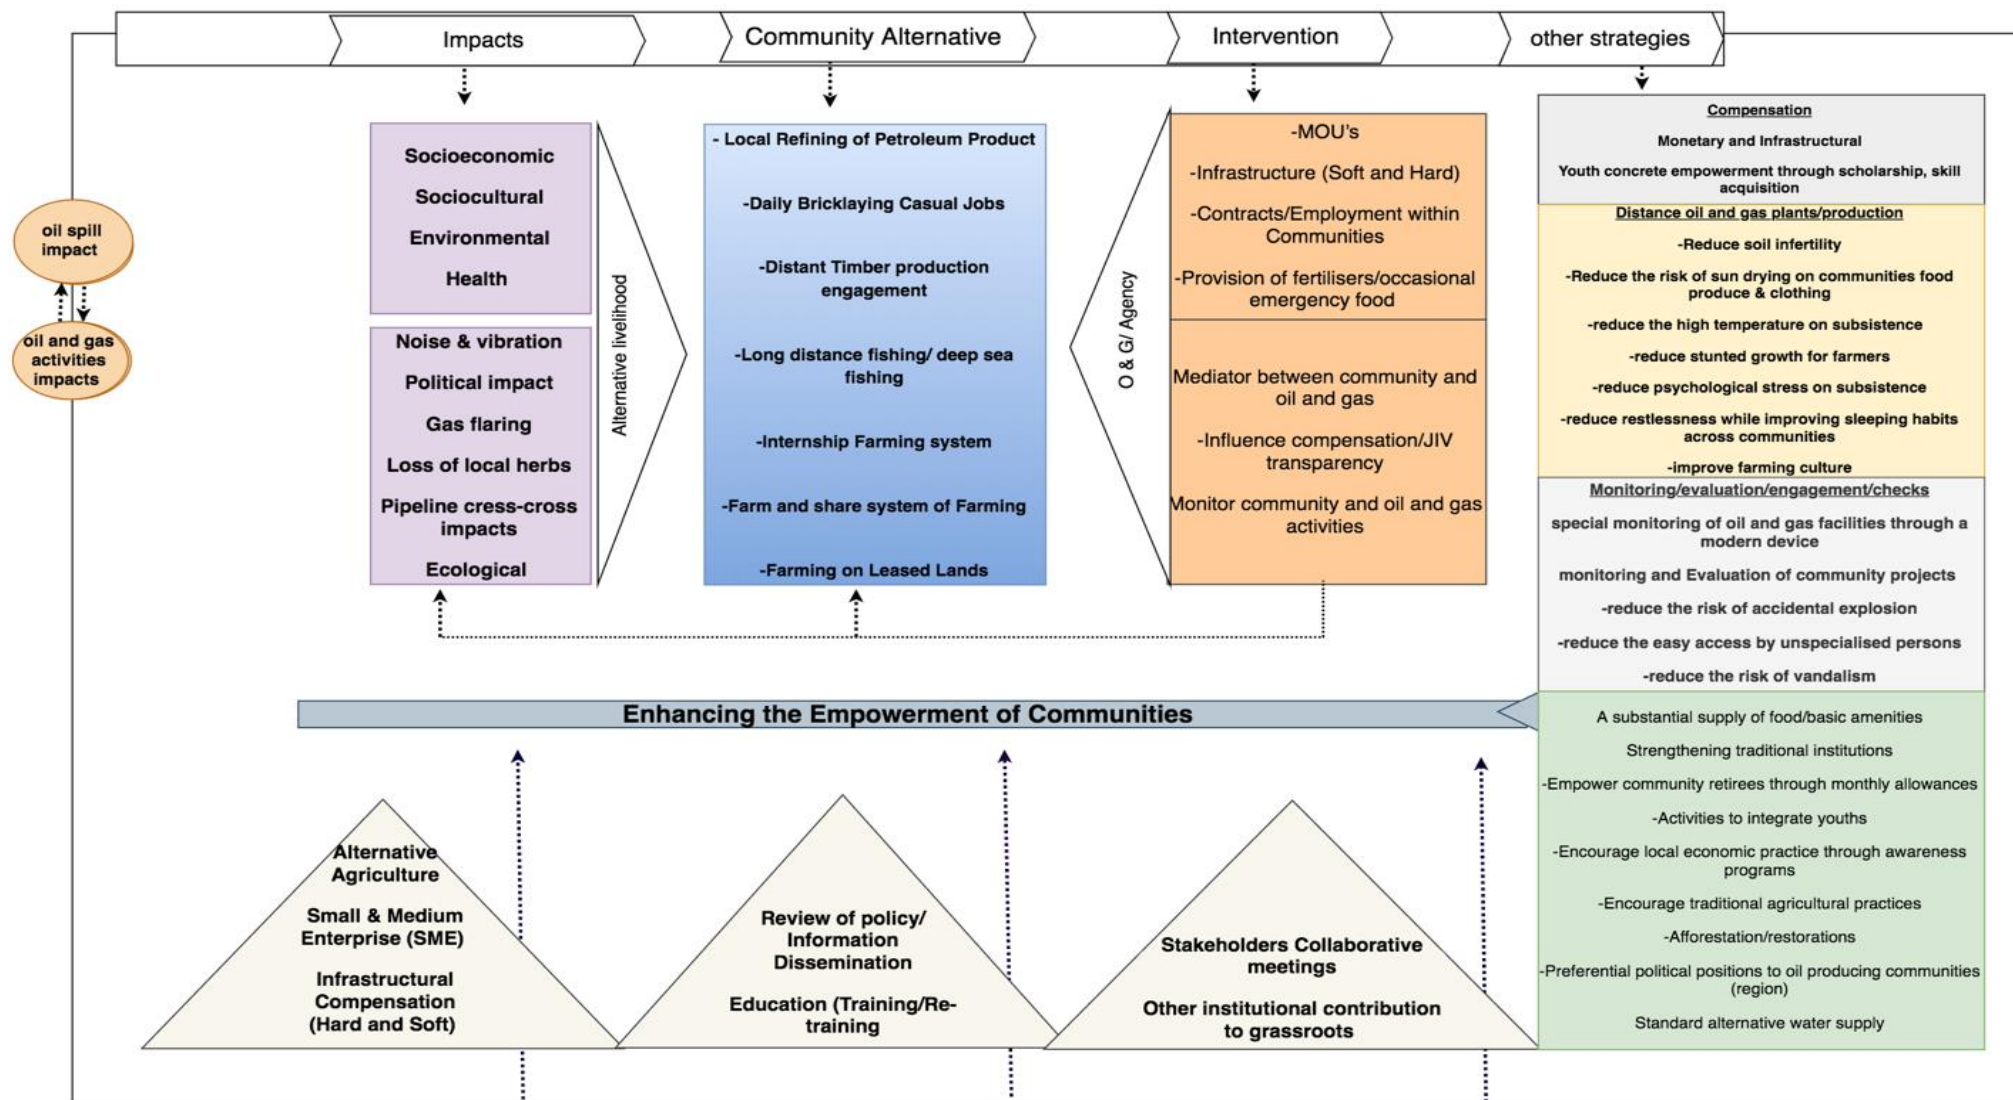 Impacts
Community Alternative
Intervention
other strategies
oil spill
impact
oil and gas
activities
impacts
Socioeconomic
Sociocultural
Environmental
Health
Noise & vibration
Political impact
Gas flaring
Loss of local herbs
Pipeline cress-cross
impacts
Ecological
Alternative livelihood
- Local Refining of Petroleum Product
-Daily Bricklaying Casual Jobs
-Distant Timber production
engagement
-Long distance fishing/ deep sea
fishing
-Internship Farming system
-Farm and share system of Farming
-Farming on Leased Lands
O & G/ Agency
-MOU's
-Infrastructure (Soft and Hard)
-Contracts/Employment within
Communities
-Provision of fertilisers/occasional
emergency food
Mediator between community and
oil and gas
-Influence compensation/JIV
transparency
Monitor community and oil and gas
activities
Compensation
Monetary and Infrastructural
Youth concrete empowerment through scholarship, skill
acquisition
Distance oil and gas plants/production
-Reduce soil infertility
-Reduce the risk of sun drying on communities food
produce & clothing
-reduce the high temperature on subsistence
-reduce stunted growth for farmers
-reduce psychological stress on subsistence
-reduce restlessness while improving sleeping habits
across communities
-improve farming culture
Monitoring/evaluation/engagement/checks
special monitoring of oil and gas facilities through a
modern device
monitoring and Evaluation of community projects
-reduce the risk of accidental explosion
-reduce the easy access by unspecialised persons
-reduce the risk of vandalism
A substantial supply of food/basic amenities
Strengthening traditional institutions
-Empower community retirees through monthly allowances
-Activities to integrate youths
-Encourage local economic practice through awareness
programs
-Encourage traditional agricultural practices
-Afforestation/restorations
-Preferential political positions to oil producing communities
(region)
Standard alternative water supply
Enhancing the Empowerment of Communities
Alternative
Agriculture
Small & Medium
Enterprise (SME)
Infrastructural
Compensation
(Hard and Soft)
Review of policy/
Information
Dissemination
Education (Training/Re-
training
Stakeholders Collaborative
meetings
Other institutional contribution
to grassroots